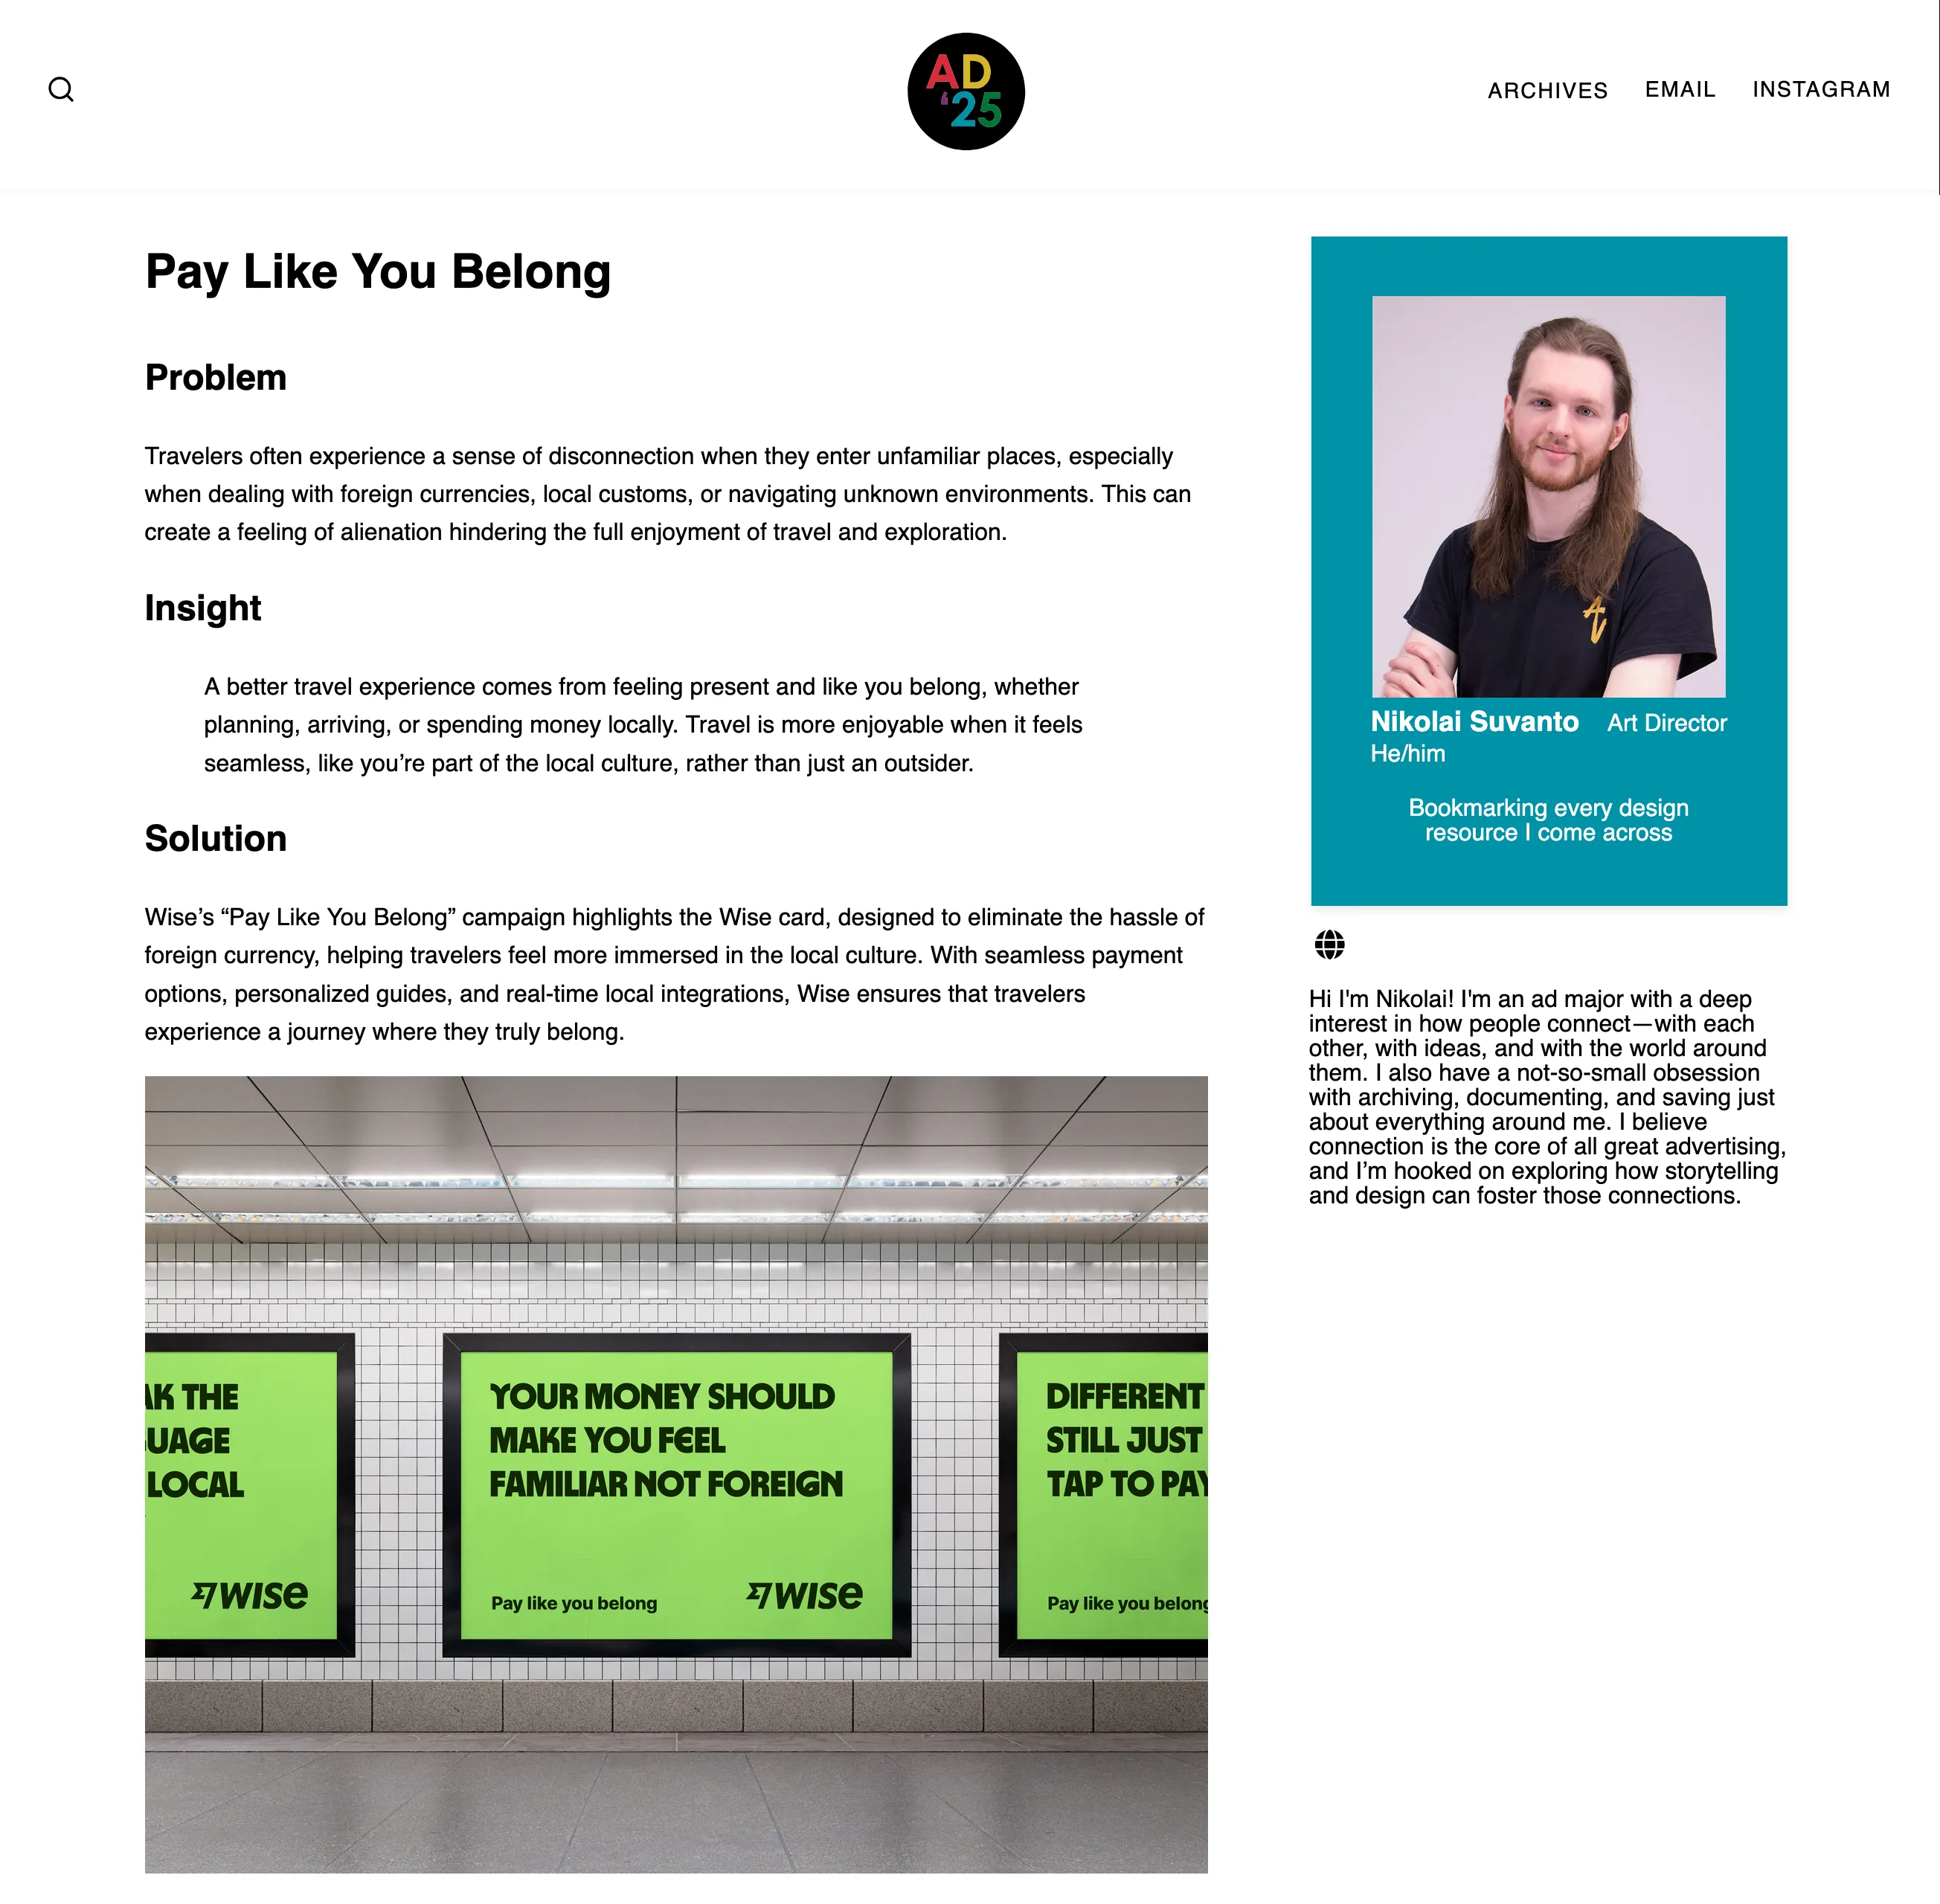 AD
‘25
ARCHIVES EMAIL INSTAGRAM
Pay Like You Belong
Problem
Travelers often experience a sense of disconnection when they enter unfamiliar places, especially
when dealing with foreign currencies, local customs, or navigating unknown environments. This can
create a feeling of alienation hindering the full enjoyment of travel and exploration.
Insight
A better travel experience comes from feeling present and like you belong, whether
planning, arriving, or spending money locally. Travel is more enjoyable when it feels
seamless, like you’re part of the local culture, rather than just an outsider.
Solution
Wise’s “Pay Like You Belong” campaign highlights the Wise card, designed to eliminate the hassle of
foreign currency, helping travelers feel more immersed in the local culture. With seamless payment
options, personalized guides, and real-time local integrations, Wise ensures that travelers
experience a journey where they truly belong.
AK THE
UAGE
LOCAL
WISe
YOUR MONEY SHOULD
MAKE YOU F€EL
FAMILIAR NOT FOREIGN
Pay like you belong
WISe
DIFFERENT
STILL JUST
TAP TO PAY
Pay like you belong
AV
Nikolai Suvanto Art Director
He/him
Bookmarking every design
resource I come across
Hi I'm Nikolai! I'm an ad major with a deep
interest in how people connect—with each
other, with ideas, and with the world around
them. I also have a not-so-small obsession
with archiving, documenting, and saving just
about everything around me. I believe
connection is the core of all great advertising,
and I’m hooked on exploring how storytelling
and design can foster those connections.